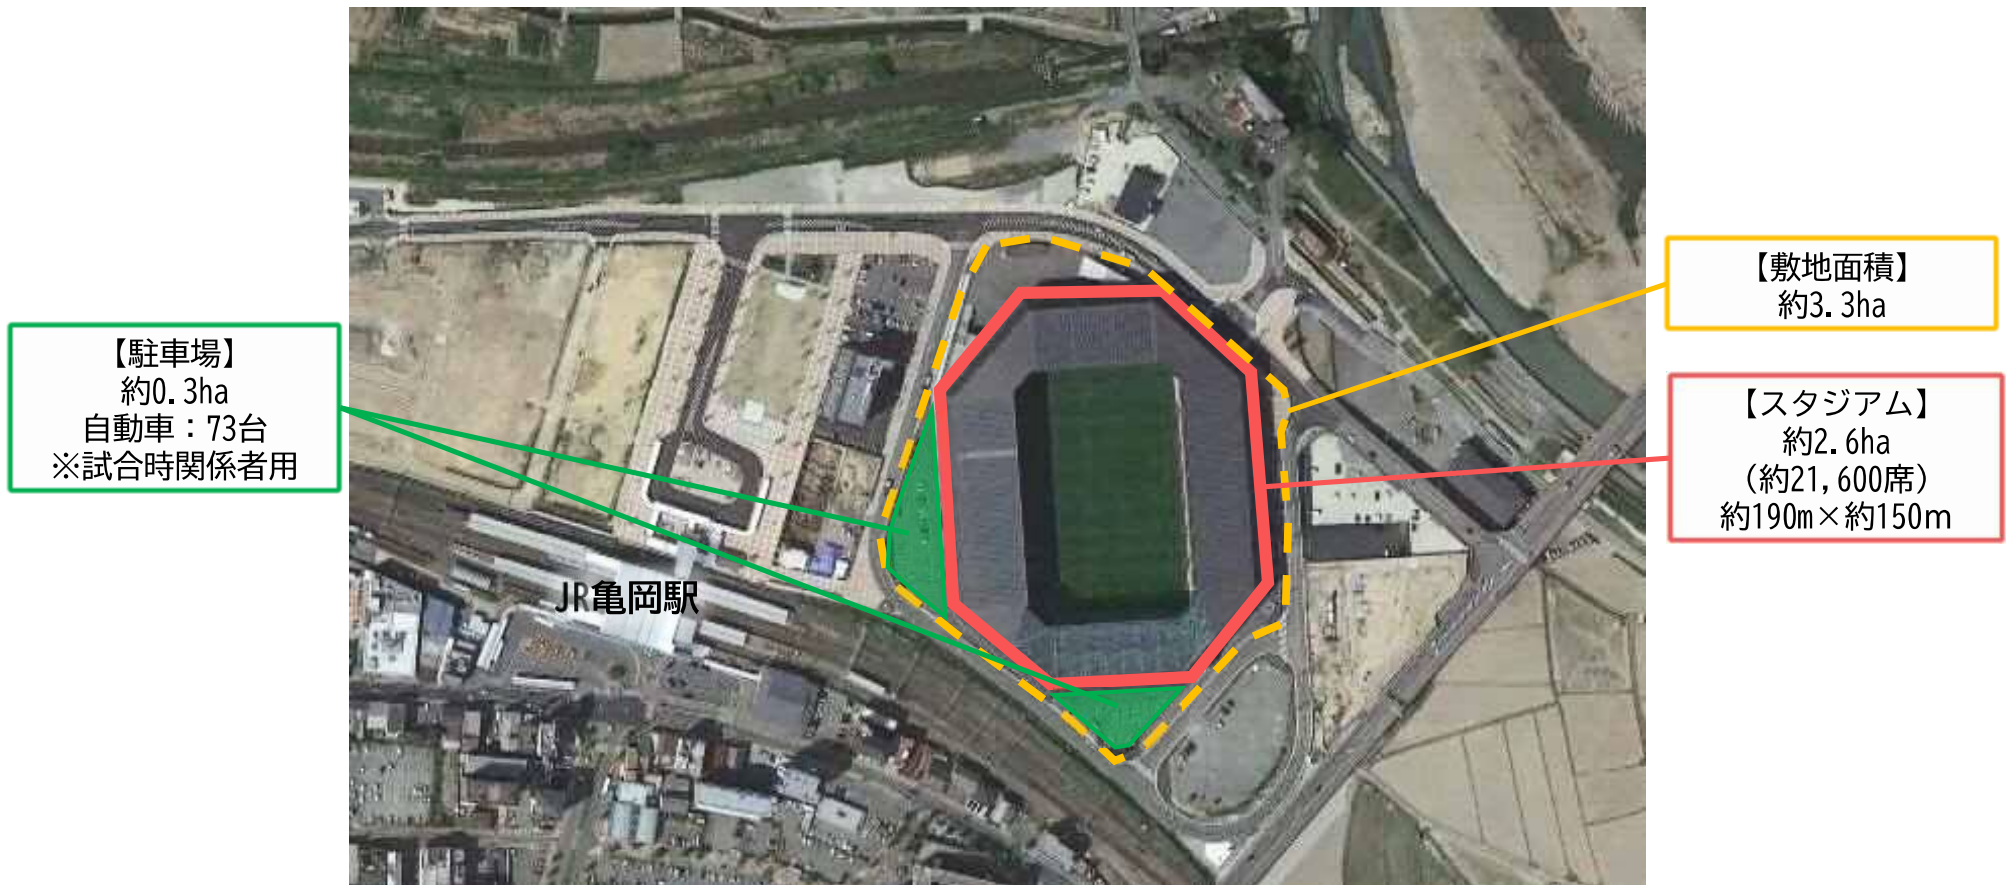 【駐車場】
約0.3ha
自動車：73台
※試合時関係者用
JR亀岡駅
【敷地面積】
約3.3ha
【スタジアム】
約2.6ha
（約21,600席）
約190m×約150m